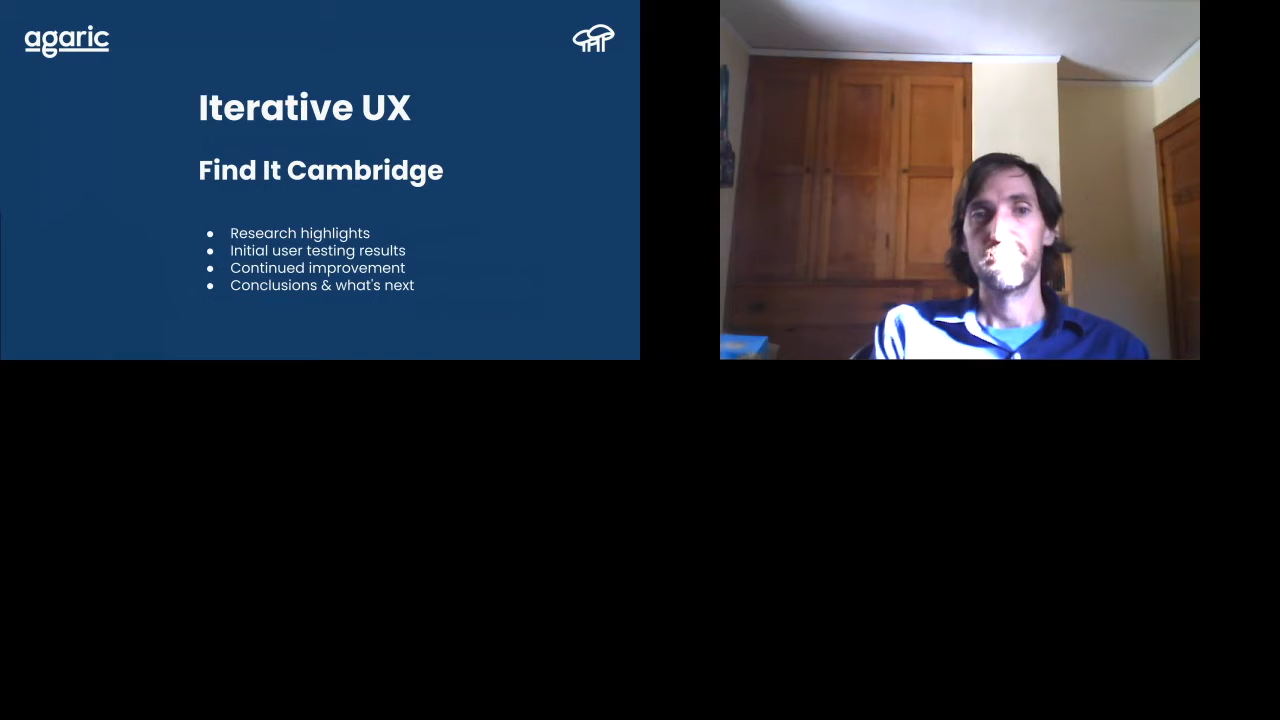 agaric
Iterative UX
Find It Cambridge
● Research highlights
● Initial user testing results
● Continued improvement
● Conclusions & what's next